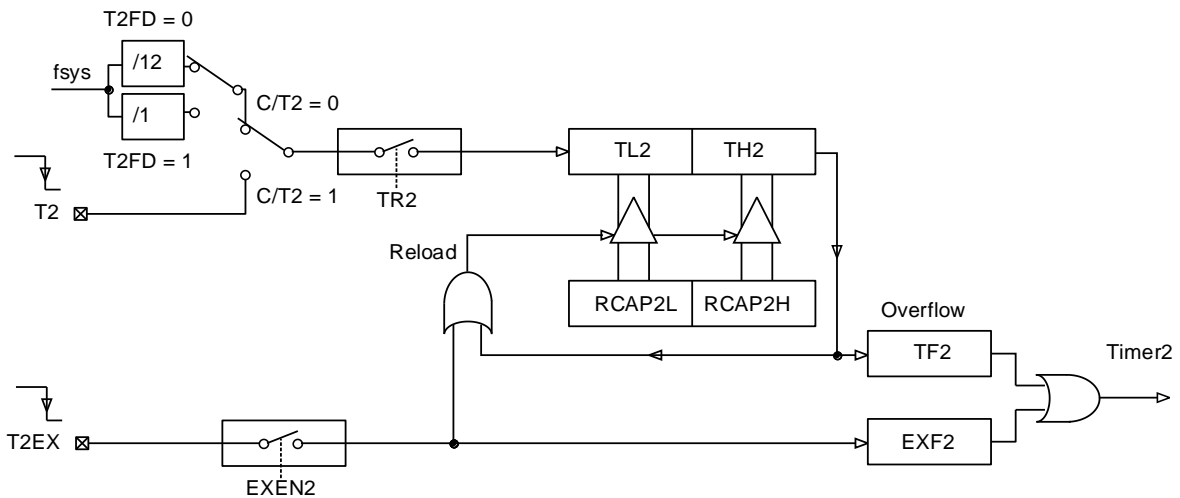 T2FD = 0
/12
fsys
C/T2 = 0
/1
T2FD = 1
TL2
TH2
C/T2 = 1
TR2
T2
Reload
RCAP2L
RCAP2H
Overflow
TF2
Timer2
T2EX
EXF2
EXEN2